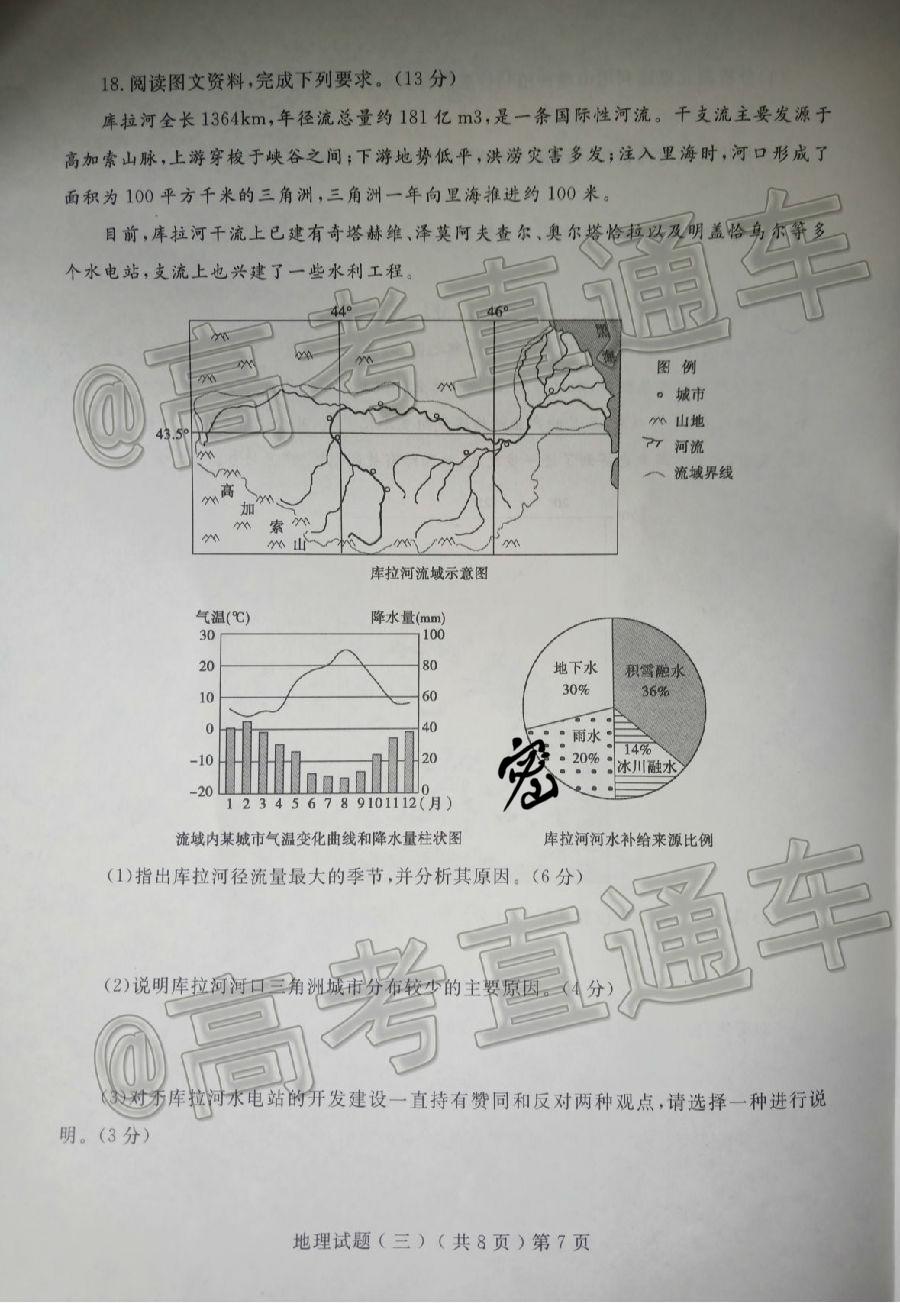 18.阅读图文资料,完成下列要求。(13分)
库拉河全长1364km,年径流总量约181亿m3,是一条国际性河流。干支流主要发源于
高加索山脉,上游穿梭于峡谷之间;下游地势低平,洪涝灾害多发;注入里海时,河口形成了
面积为100平方千米的三角洲,三角洲一年向里海推进约100米。
目前,库拉河干流上已建有奇塔赫维、泽莫阿夫查尔、奥尔塔恰拉以及明盖恰乌尔等多
个水电站,支流上也兴建了一些水利工程。
@高考直通车
44° 46°
黑
海
43.5°
高
加
索
山
图 例
城市
山地
河流
流域界线
库拉河流域示意图
气温(℃) 降水量(mm)
30 100
20 80
10 60
0 40
-10 20
-20 0
1 2 3 4 5 6 7 8 9 10 11 12 (月)
流域内某城市气温变化曲线和降水量柱状图
地下水
30%
积雪融水
36%
雨水
20%
14%
冰川融水
库拉河河水补给来源比例
(1)指出库拉河径流量最大的季节,并分析其原因。(6分)
(2)说明库拉河河口三角洲城市分布较少的主要原因。(4分)
@高考直通车
(3)对于库拉河水电站的开发建设一直持有赞同和反对两种观点,请选择一种进行说
明。(3分)
地理试题(三)(共8页)第7页